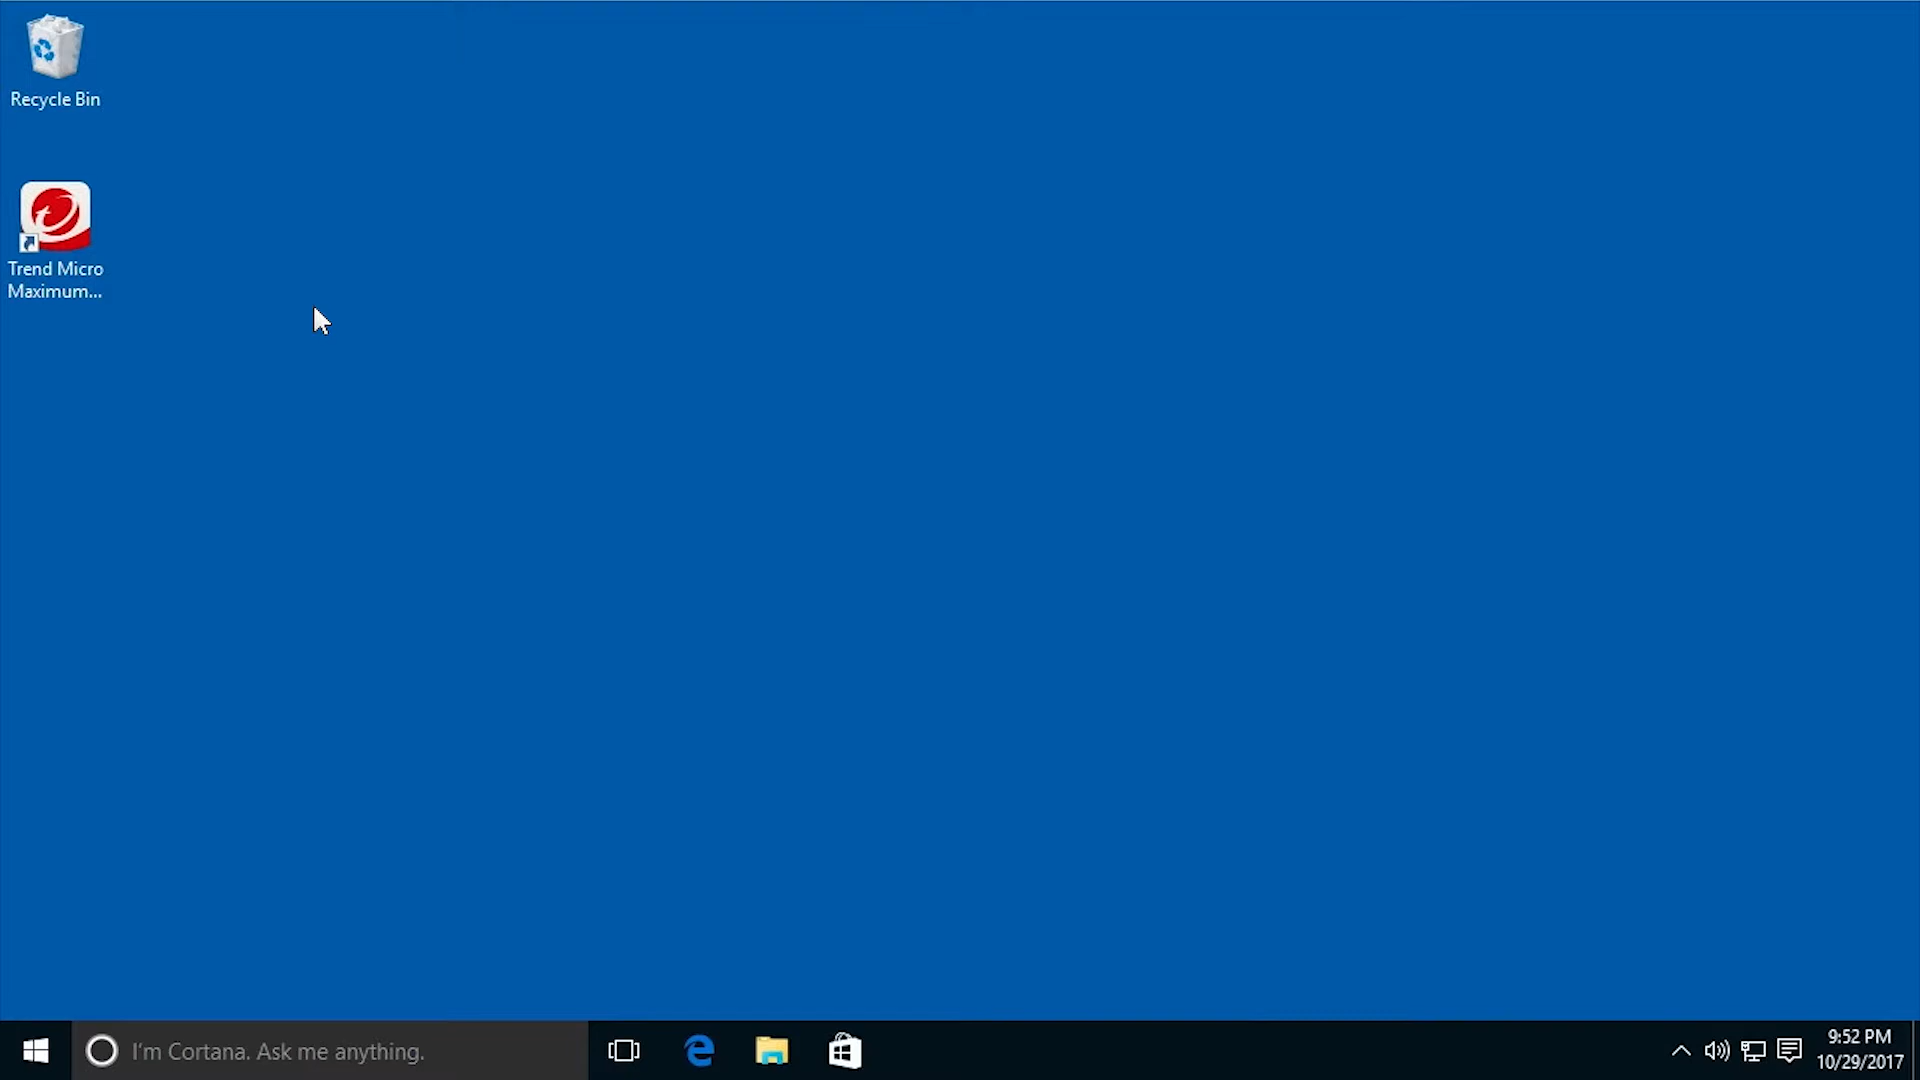 Recycle Bin
Trend Micro
Maximum...
I'm Cortana. Ask me anything.
9:52 PM
10/29/2017